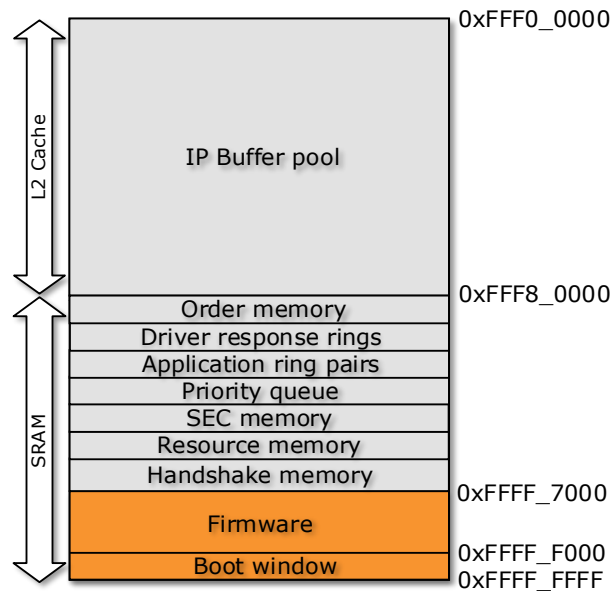 0xFFF0_0000
L2 Cache
IP Buffer pool
0xFFF8_0000
Order memory
Driver response rings
Application ring pairs
Priority queue
SEC memory
SRAM
Resource memory
Handshake memory
0xFFFF_7000
Firmware
0xFFFF_F000
Boot window
0xFFFF_FFFF